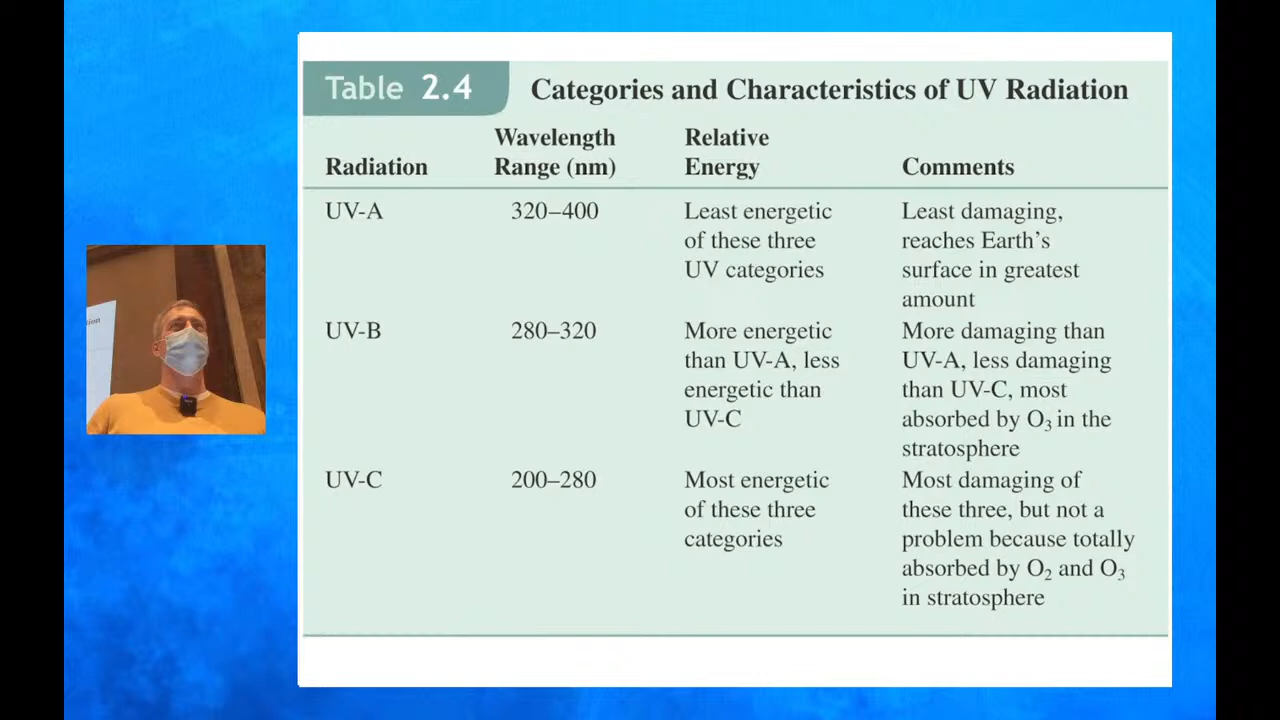 Table 2.4 Categories and Characteristics of UV Radiation
Radiation Wavelength Range (nm) Relative Energy Comments
UV-A 320–400 Least energetic of these three UV categories Least damaging, reaches Earth's surface in greatest amount
UV-B 280–320 More energetic than UV-A, less energetic than UV-C More damaging than UV-A, less damaging than UV-C, most absorbed by O₃ in the stratosphere
UV-C 200–280 Most energetic of these three categories Most damaging of these three, but not a problem because totally absorbed by O₂ and O₃ in stratosphere